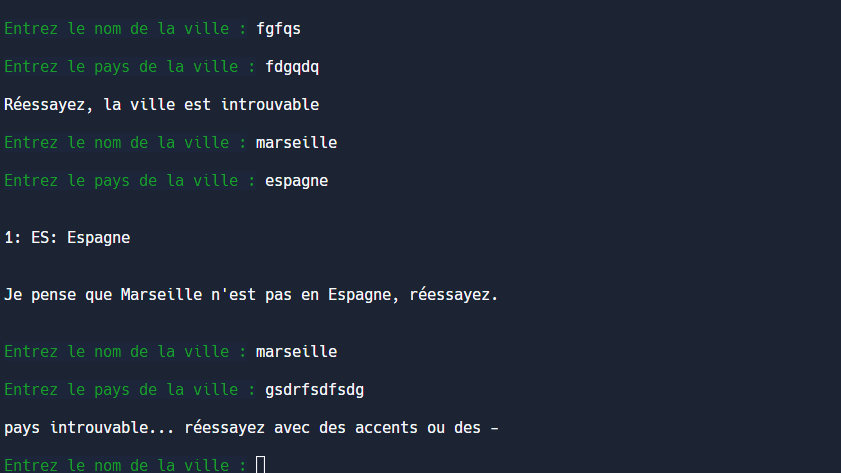 Entrez le nom de la ville : fgfqs
Entrez le pays de la ville : fdgqdq
Réessayez, la ville est introuvable
Entrez le nom de la ville : marseille
Entrez le pays de la ville : espagne
1: ES: Espagne
Je pense que Marseille n'est pas en Espagne, réessayez.
Entrez le nom de la ville : marseille
Entrez le pays de la ville : gsdrfsdfsdg
pays introuvable... réessayez avec des accents ou des -
Entrez le nom de la ville :